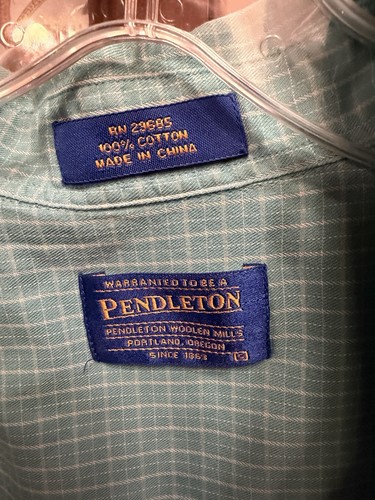 RN 29685
100% COTTON
MADE IN CHINA
WARRANTED TO BE A
PENDLETON
PENDLETON WOOLEN MILLS
PORTLAND, OREGON
SINCE 1863